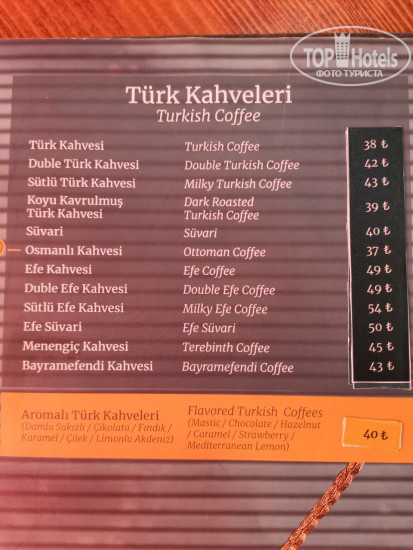 TOP Hotels
ФОТО ТУРИСТА
Türk Kahveleri
Turkish Coffee
Türk Kahvesi Turkish Coffee 38 ₺
Duble Türk Kahvesi Double Turkish Coffee 42 ₺
Sütlü Türk Kahvesi Milky Turkish Coffee 43 ₺
Koyu Kavrulmuş Dark Roasted
Türk Kahvesi Turkish Coffee 39 ₺
Süvari Süvari 40 ₺
Osmanlı Kahvesi Ottoman Coffee 37 ₺
Efe Kahvesi Efe Coffee 49 ₺
Duble Efe Kahvesi Double Efe Coffee 49 ₺
Sütlü Efe Kahvesi Milky Efe Coffee 54 ₺
Efe Süvari Efe Süvari 50 ₺
Menengiç Kahvesi Terebinth Coffee 45 ₺
Bayramefendi Kahvesi Bayramefendi Coffee 43 ₺
Aromalı Türk Kahveleri Flavored Turkish Coffees
(Damla Sakızlı / Çikolata / Fındık / (Mastic / Chocolate / Hazelnut
Karamel / Çilek / Limonlu Akdeniz) / Caramel / Strawberry /
Mediterranean Lemon)
40 ₺